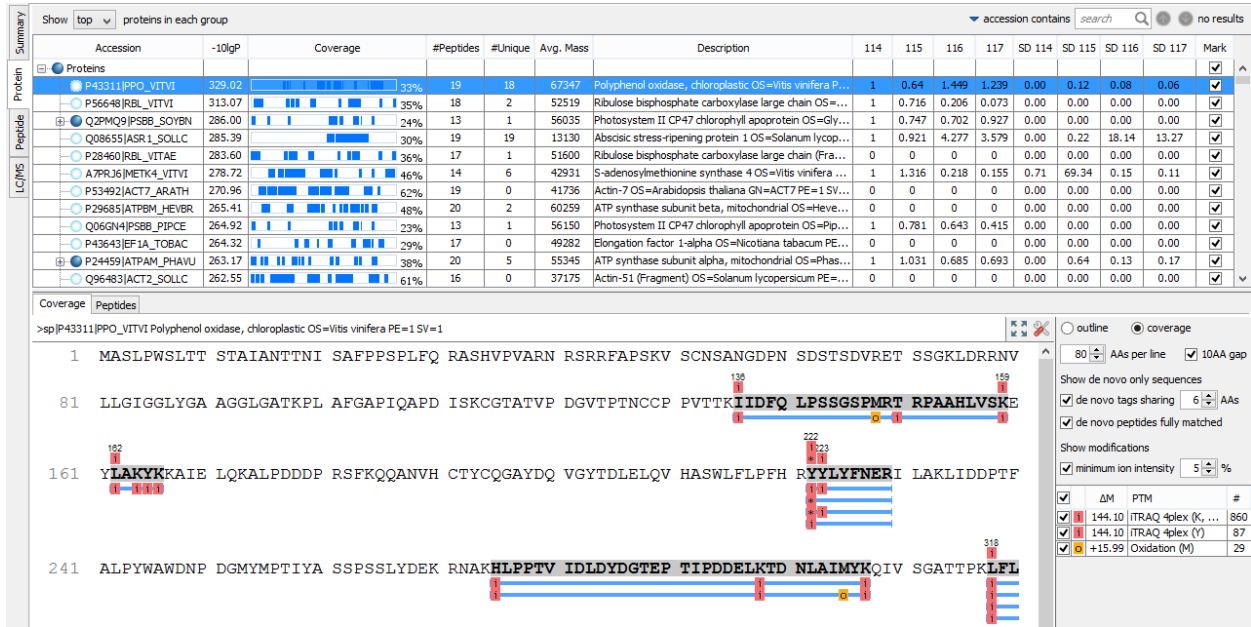 Show top proteins in each group accession contains search no results
Summary
Protein
Peptide
LC/MS
Accession -10lgP Coverage #Peptides #Unique Avg. Mass Description 114 115 116 117 SD 114 SD 115 SD 116 SD 117 Mark
Proteins
P43311|PPO_VITVI 329.02 33% 19 18 67347 Polyphenol oxidase, chloroplastic OS=Vitis vinifera P... 1 0.64 1.449 1.239 0.00 0.12 0.08 0.06
P56648|RBL_VITVI 313.07 35% 18 2 52519 Ribulose bisphosphate carboxylase large chain OS=... 1 0.716 0.206 0.073 0.00 0.00 0.00 0.00
Q2PMQ9|PSBB_SOYBN 286.00 24% 13 1 56035 Photosystem II CP47 chlorophyll apoprotein OS=Gly... 1 0.747 0.702 0.927 0.00 0.00 0.00 0.00
Q08655|ASR1_SOLLC 285.39 30% 19 19 13130 Abscisic stress-ripening protein 1 OS=Solanum lycop... 1 0.921 4.277 3.579 0.00 0.22 18.14 13.27
P28460|RBL_VITAE 283.60 36% 17 1 51600 Ribulose bisphosphate carboxylase large chain (Fra... 0 0 0 0 0.00 0.00 0.00 0.00
A7PRJ6|METK4_VITVI 278.72 46% 14 6 42931 S-adenosylmethionine synthase 4 OS=Vitis vinifera ... 1 1.316 0.218 0.155 0.71 69.34 0.15 0.11
P53492|ACT7_ARATH 270.96 62% 19 0 41736 Actin-7 OS=Arabidopsis thaliana GN=ACT7 PE=1 SV... 0 0 0 0 0.00 0.00 0.00 0.00
P29685|ATPBM_HEVBR 265.41 48% 20 2 60259 ATP synthase subunit beta, mitochondrial OS=Heve... 0 0 0 0 0.00 0.00 0.00 0.00
Q06GN4|PSBB_PIPCE 264.92 23% 13 1 56150 Photosystem II CP47 chlorophyll apoprotein OS=Pip... 1 0.781 0.643 0.415 0.00 0.00 0.00 0.00
P43643|EF1A_TOBAC 264.32 29% 17 0 49282 Elongation factor 1-alpha OS=Nicotiana tabacum PE... 0 0 0 0 0.00 0.00 0.00 0.00
P24459|ATPAM_PHAVU 263.17 38% 20 5 55345 ATP synthase subunit alpha, mitochondrial OS=Phas... 1 1.031 0.685 0.693 0.00 0.64 0.13 0.17
Q96483|ACT2_SOLLC 262.55 61% 16 0 37175 Actin-51 (Fragment) OS=Solanum lycopersicum PE=... 0 0 0 0 0.00 0.00 0.00 0.00
Coverage Peptides
>sp|P43311|PPO_VITVI Polyphenol oxidase, chloroplastic OS=Vitis vinifera PE=1 SV=1
1 MASLPWSLTT STAIANTTNI SAFPPSPLFQ RASHVPVARN RSRRFAPSKV SCNSANGDPN SDSTSDVRET SSGKLDRRNV
136 159
i i
81 LLGIGGLYGA AGGLGATKPL AFGAPIQAPD ISKCGTATVP DGVTPTNCCP PVTTKIIDFQ LPSSGSPMRT RPAAHLVSKE
i o i i
162 222 223
i i i
*
161 YLAKYKKAIE LQKALPDDDP RSFKQQANVH CTYCQGAYDQ VGYTDLELQV HASWLFLPFH RYYLYFNERI LAKLIDDPTF
i i i i i i
*
* i
i
318
i
241 ALPYWAWDNP DGMYMPTIYA SSPSSLYDEK RNAKHLPPTV IDLDYDGTEP TIPDDELKTD NLAIMYKQIV SGATTPKLFL
i i i i
i i o i i
i
i
outline coverage
80 AAs per line 10AA gap
Show de novo only sequences
de novo tags sharing 6 AAs
de novo peptides fully matched
Show modifications
minimum ion intensity 5 %
ΔM PTM #
i 144.10 iTRAQ 4plex (K, ... 860
i 144.10 iTRAQ 4plex (Y) 87
o +15.99 Oxidation (M) 29